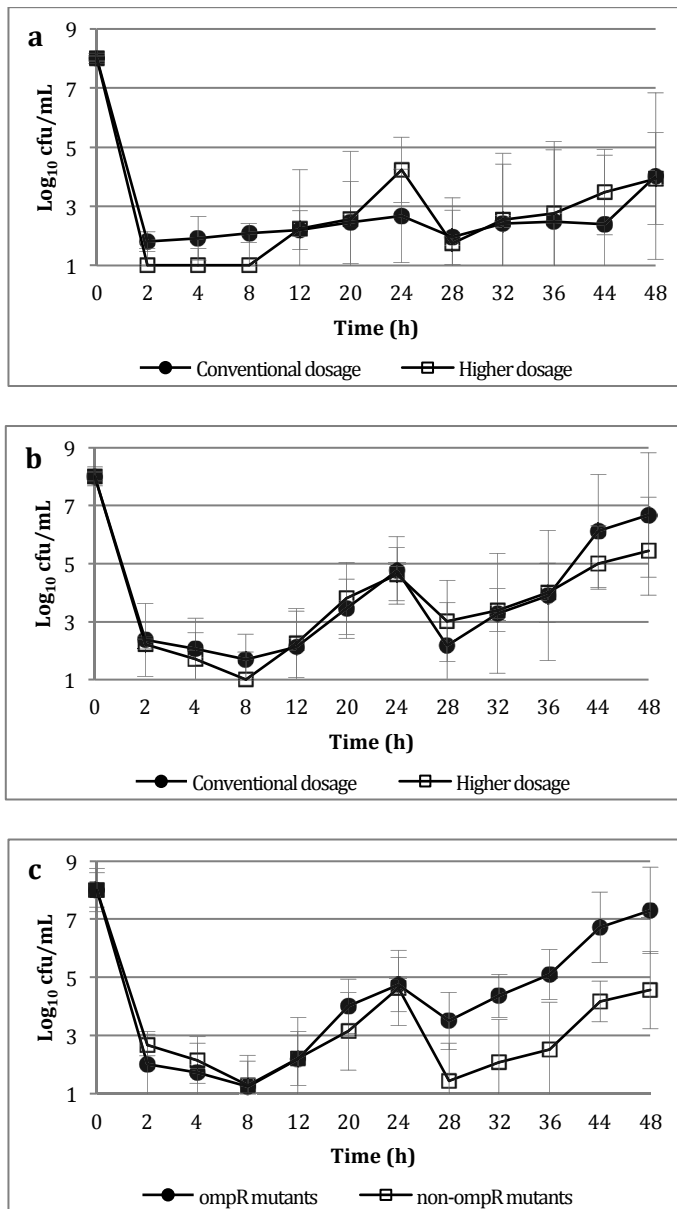 a
Log10 cfu/mL
9
7
5
3
1
0 2 4 8 12 20 24 28 32 36 44 48
Time (h)
Conventional dosage Higher dosage
b
Log10 cfu/mL
9
7
5
3
1
0 2 4 8 12 20 24 28 32 36 44 48
Time (h)
Conventional dosage Higher dosage
c
Log10 cfu/mL
9
7
5
3
1
0 2 4 8 12 20 24 28 32 36 44 48
Time (h)
ompR mutants non-ompR mutants